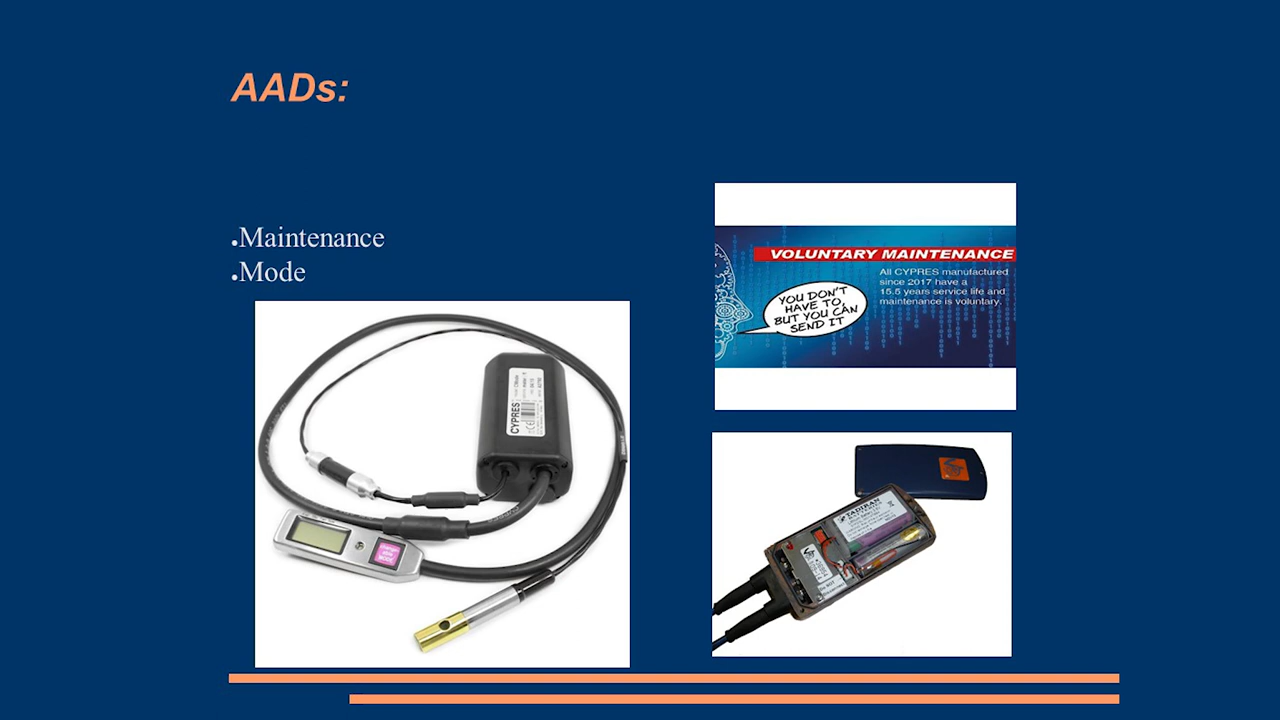 AADs:
Maintenance
Mode
VOLUNTARY MAINTENANCE
All CYPRES manufactured
since 2017 have a
15.5 years service life and
maintenance is voluntary.
YOU DON'T
HAVE TO,
BUT YOU CAN
SEND IT
CYPRES
TADIRAN